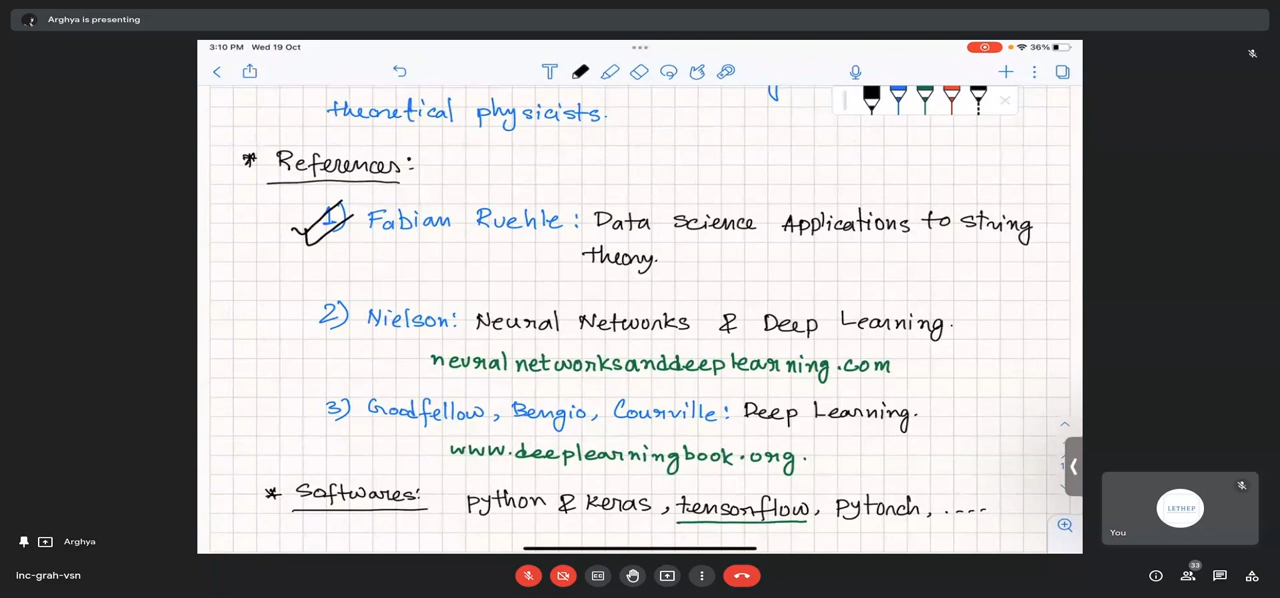 Arghya is presenting
3:10 PM Wed 19 Oct
36%
theoretical physicists.
* References:
1) Fabian Ruehle: Data Science Applications to string
theory.
2) Nielson: Neural Networks & Deep Learning.
neuralnetworksanddeeplearning.com
3) Goodfellow, Bengio, Courville: Deep Learning.
www.deeplearningbook.org.
* Softwares: python & keras, tensorflow, pytorch, ....
LETHEP
You
Arghya
inc-grah-vsn
33